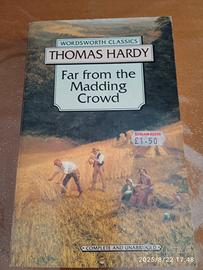 WORDSWORTH CLASSICS
THOMAS HARDY
Far from the
Madding
Crowd
£1.50
• COMPLETE AND UNABRIDGED •
2025/8/22 17:48